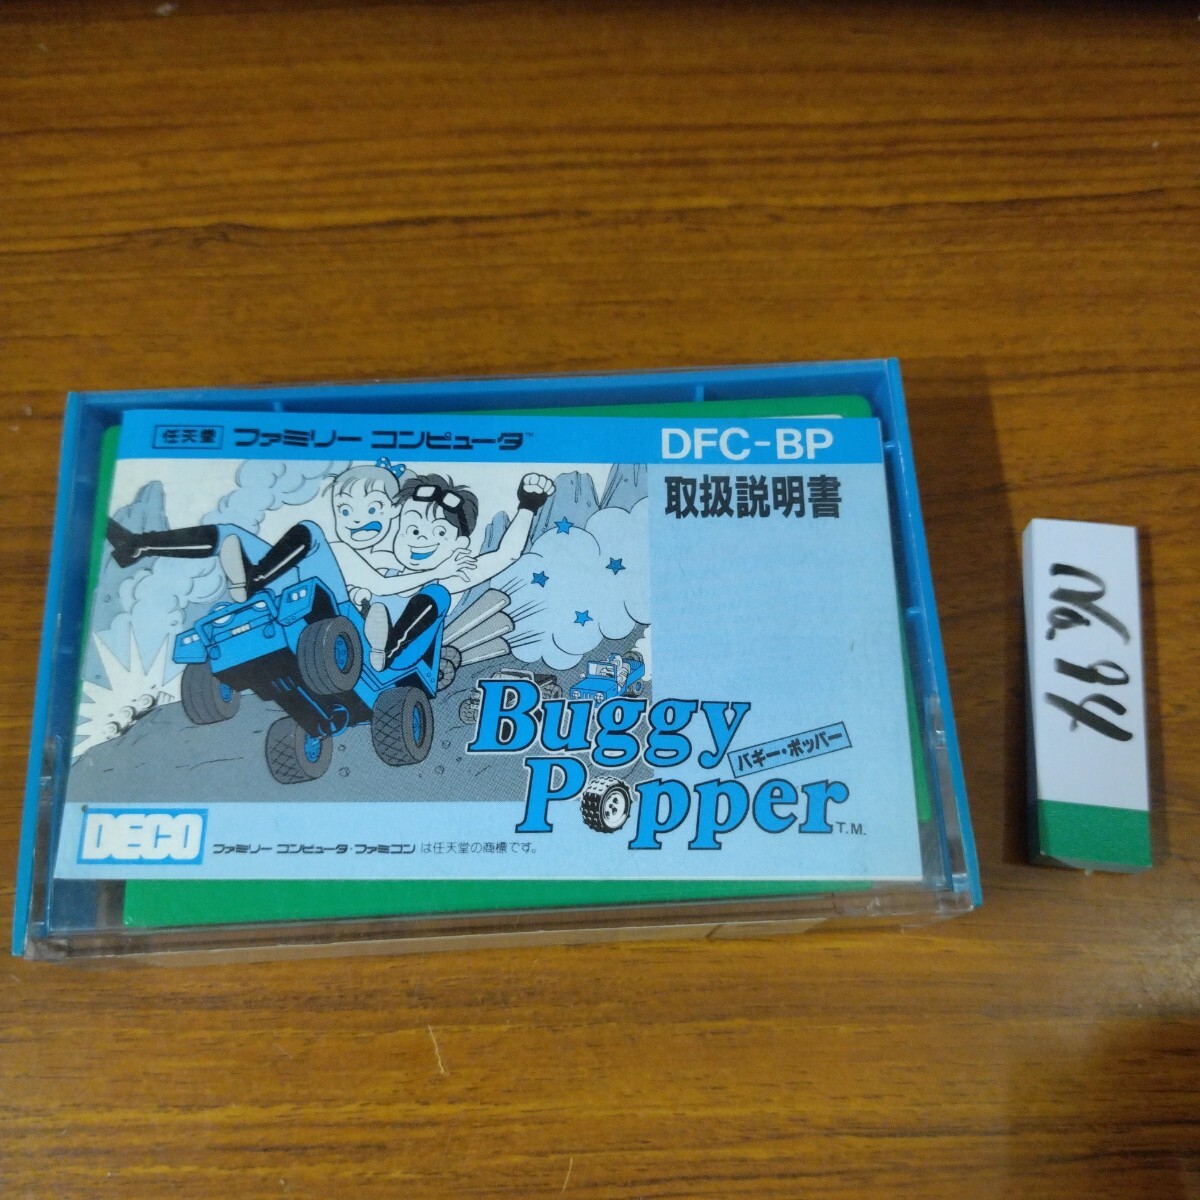 任天堂 ファミリー コンピュータ™
DFC-BP
取扱説明書
Buggy
Popper T.M.
バギー・ポッパー
DECO
ファミリー コンピュータ・ファミコン は任天堂の商標です。
No.94